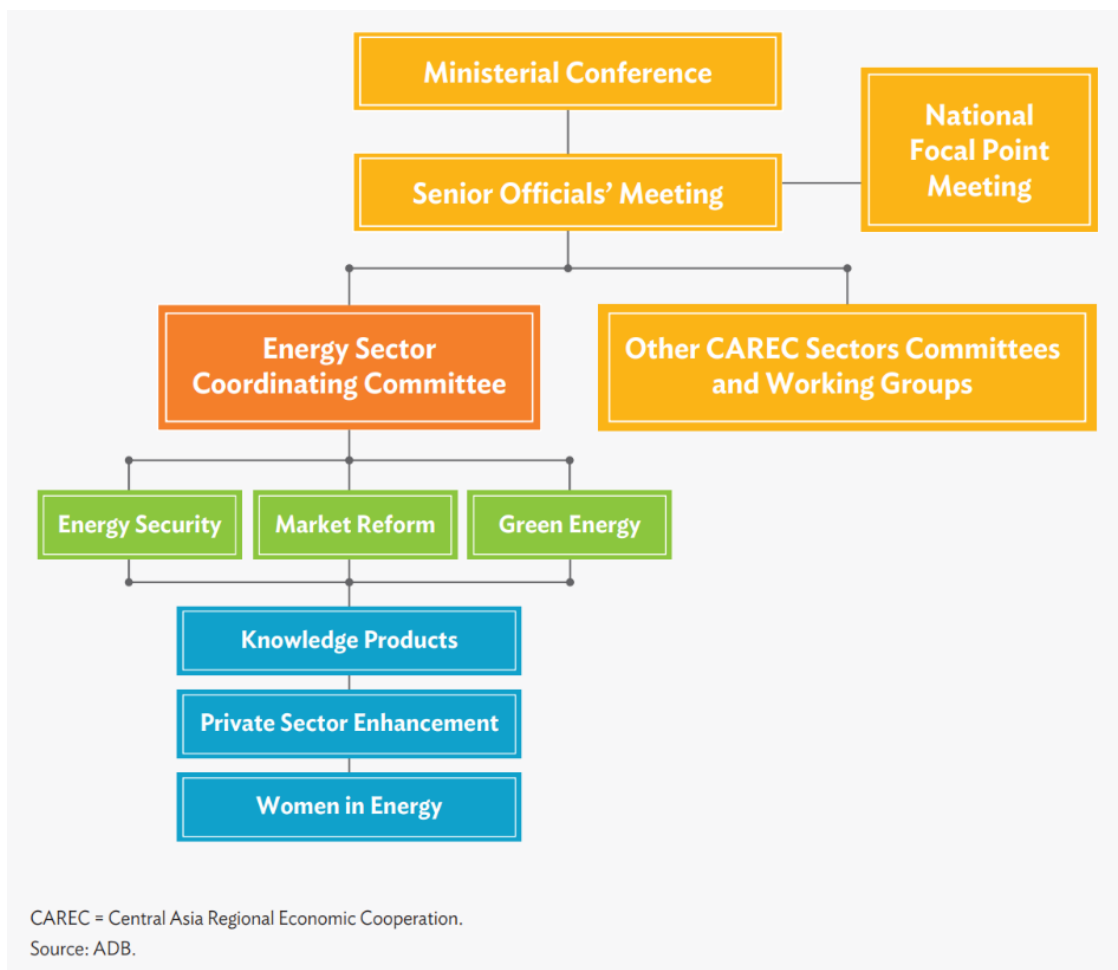 Ministerial Conference
National
Focal Point
Meeting
Senior Officials’ Meeting
Energy Sector
Coordinating Committee
Other CAREC Sectors Committees
and Working Groups
Energy Security
Market Reform
Green Energy
Knowledge Products
Private Sector Enhancement
Women in Energy
CAREC = Central Asia Regional Economic Cooperation.
Source: ADB.